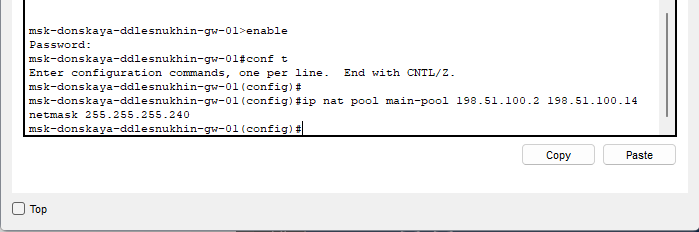 msk-donskaya-ddlesnukhin-gw-01>enable
Password:
msk-donskaya-ddlesnukhin-gw-01#conf t
Enter configuration commands, one per line.  End with CNTL/Z.
msk-donskaya-ddlesnukhin-gw-01(config)#
msk-donskaya-ddlesnukhin-gw-01(config)#ip nat pool main-pool 198.51.100.2 198.51.100.14
netmask 255.255.255.240
msk-donskaya-ddlesnukhin-gw-01(config)#
Copy Paste
Top